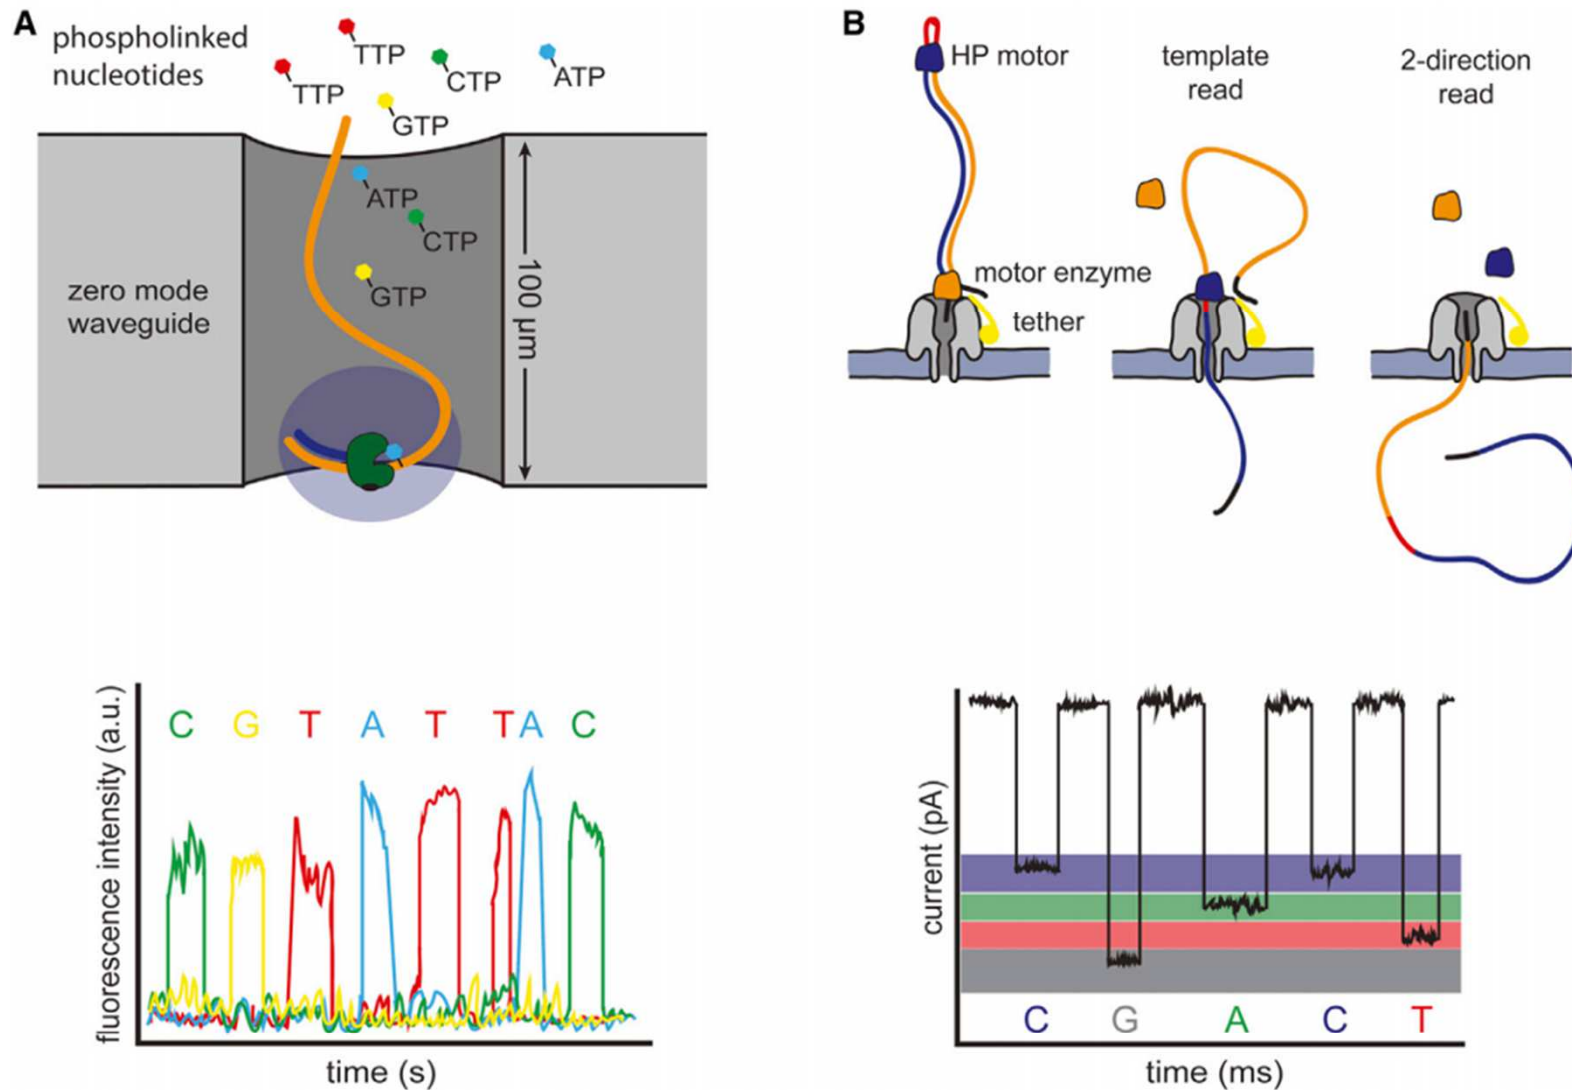 A
phospholinked
nucleotides
TTP
TTP
CTP
ATP
GTP
ATP
CTP
GTP
zero mode
waveguide
100 µm
fluorescence intensity (a.u.)
C G T A T T A C
time (s)
B
HP motor
template
read
2-direction
read
motor enzyme
tether
current (pA)
C G A C T
time (ms)